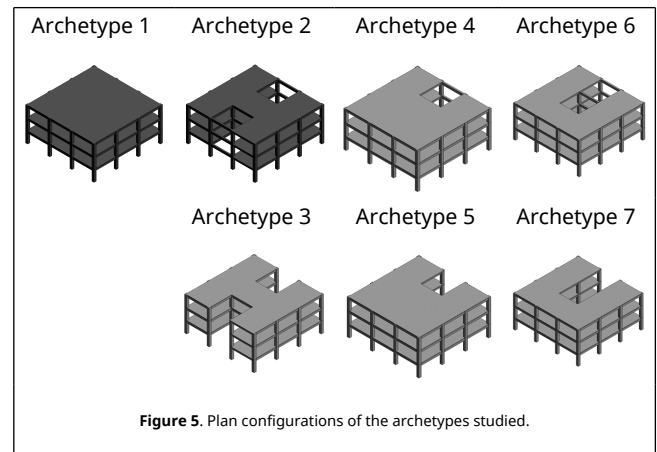 Archetype 1 Archetype 2 Archetype 4 Archetype 6
Archetype 3 Archetype 5 Archetype 7
Figure 5. Plan configurations of the archetypes studied.